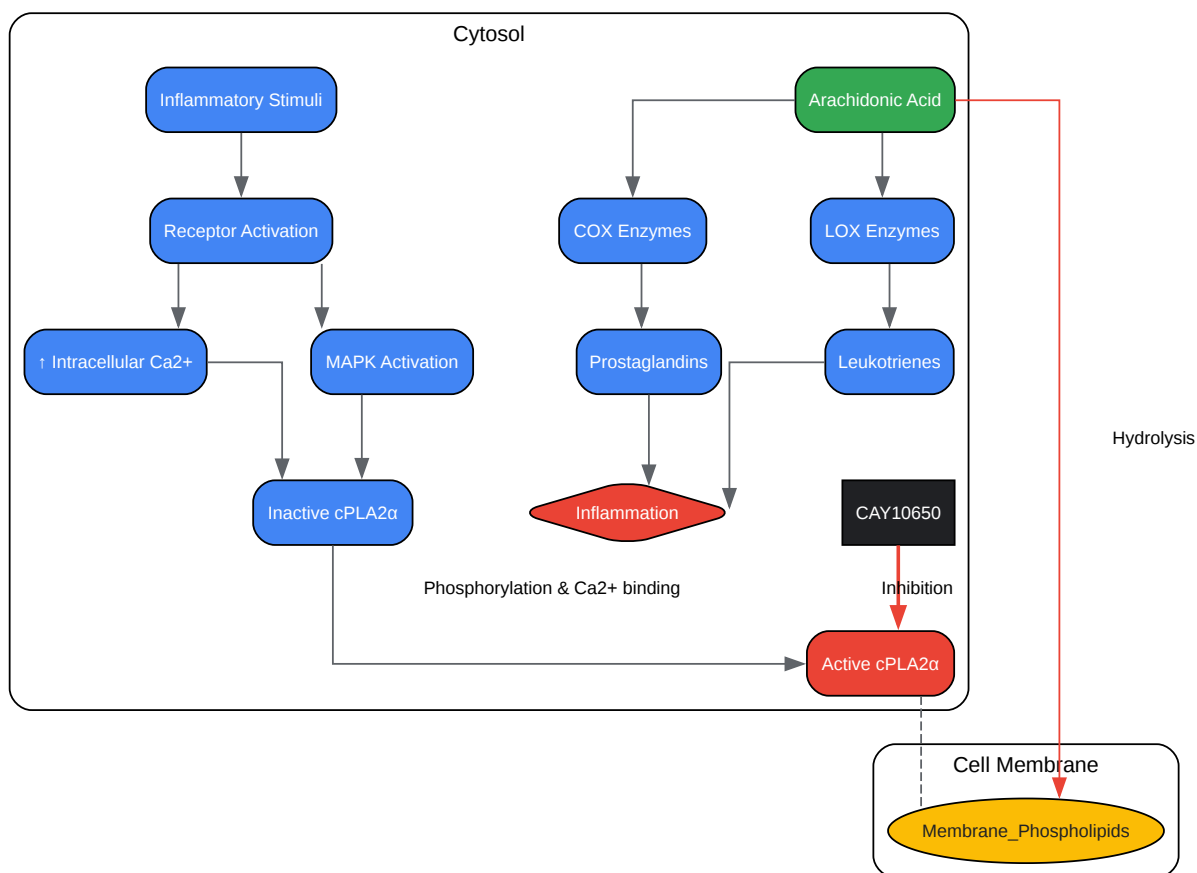 Cytosol
Inflammatory Stimuli
Arachidonic Acid
Receptor Activation
COX Enzymes
LOX Enzymes
↑ Intracellular Ca2+
MAPK Activation
Prostaglandins
Leukotrienes
Hydrolysis
Inactive cPLA2α
Inflammation
CAY10650
Phosphorylation & Ca2+ binding
Inhibition
Active cPLA2α
Cell Membrane
Membrane_Phospholipids